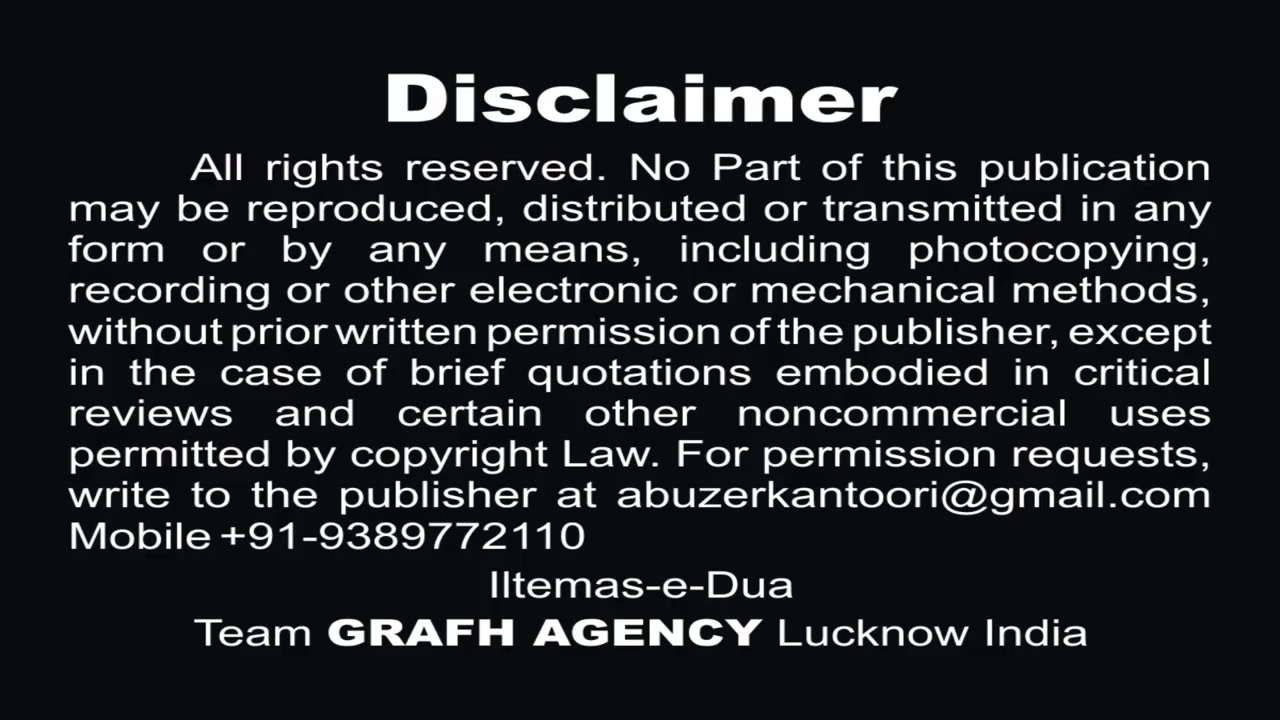 Disclaimer
All rights reserved. No Part of this publication
may be reproduced, distributed or transmitted in any
form or by any means, including photocopying,
recording or other electronic or mechanical methods,
without prior written permission of the publisher, except
in the case of brief quotations embodied in critical
reviews and certain other noncommercial uses
permitted by copyright Law. For permission requests,
write to the publisher at abuzerkantoori@gmail.com
Mobile +91-9389772110
Iltemas-e-Dua
Team GRAFH AGENCY Lucknow India